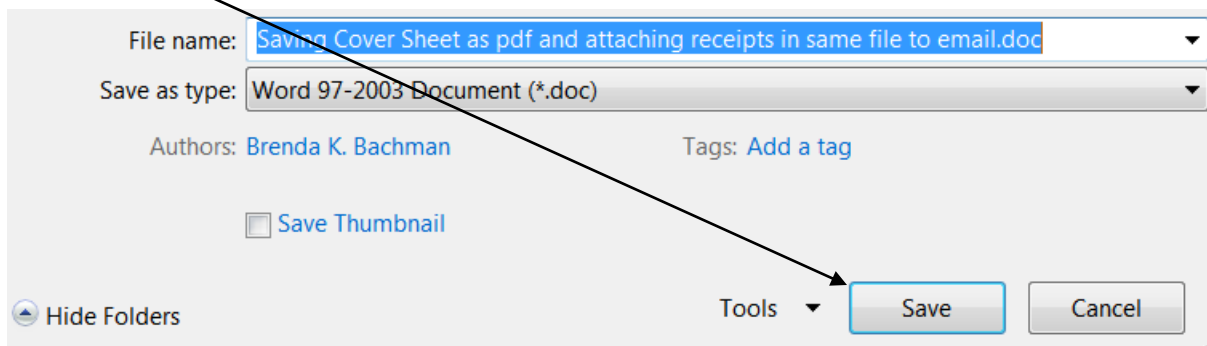 File name: Saving Cover Sheet as pdf and attaching receipts in same file to email.doc
Save as type: Word 97-2003 Document (*.doc)
Authors: Brenda K. Bachman Tags: Add a tag
Save Thumbnail
Hide Folders Tools Save Cancel